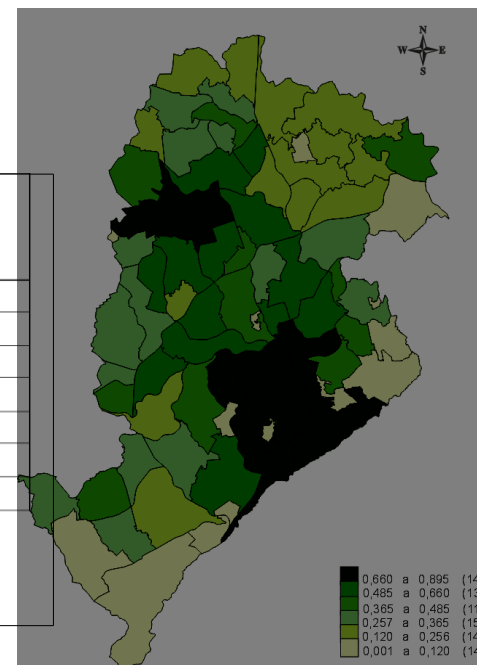 N
W E
S
0,660 a 0,895 (14
0,485 a 0,660 (13
0,365 a 0,485 (11
0,257 a 0,365 (15
0,120 a 0,256 (14
0,001 a 0,120 (14